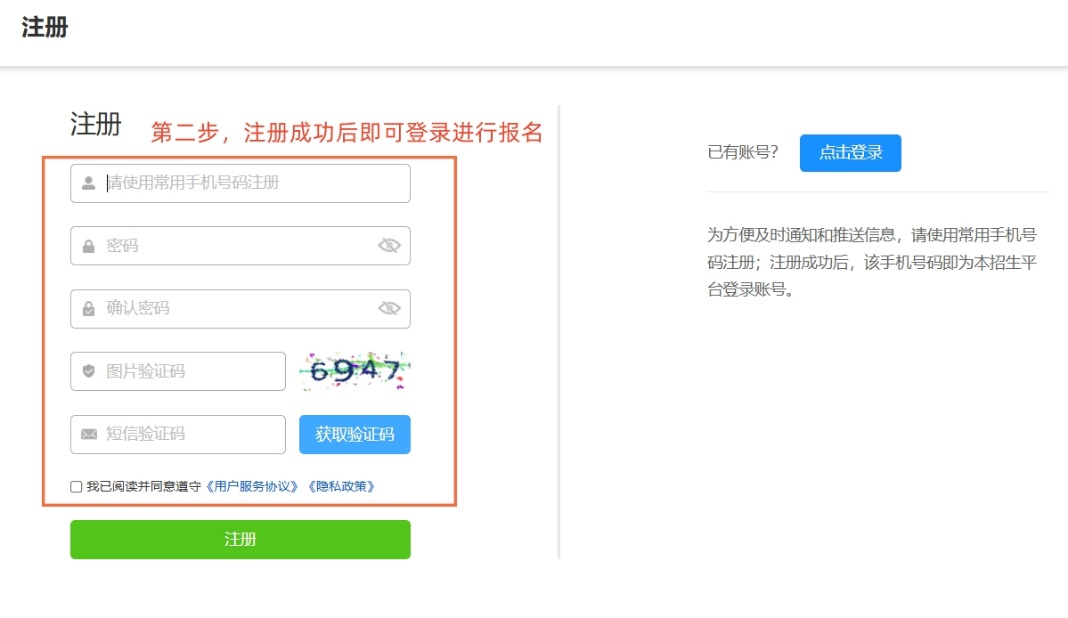 注册
注册
第二步，注册成功后即可登录进行报名
请使用常用手机号码注册
密码
确认密码
图片验证码
6947
短信验证码
获取验证码
我已阅读并同意遵守《用户服务协议》《隐私政策》
注册
已有账号？
点击登录
为方便及时通知和推送信息，请使用常用手机号
码注册；注册成功后，该手机号码即为本招生平
台登录账号。